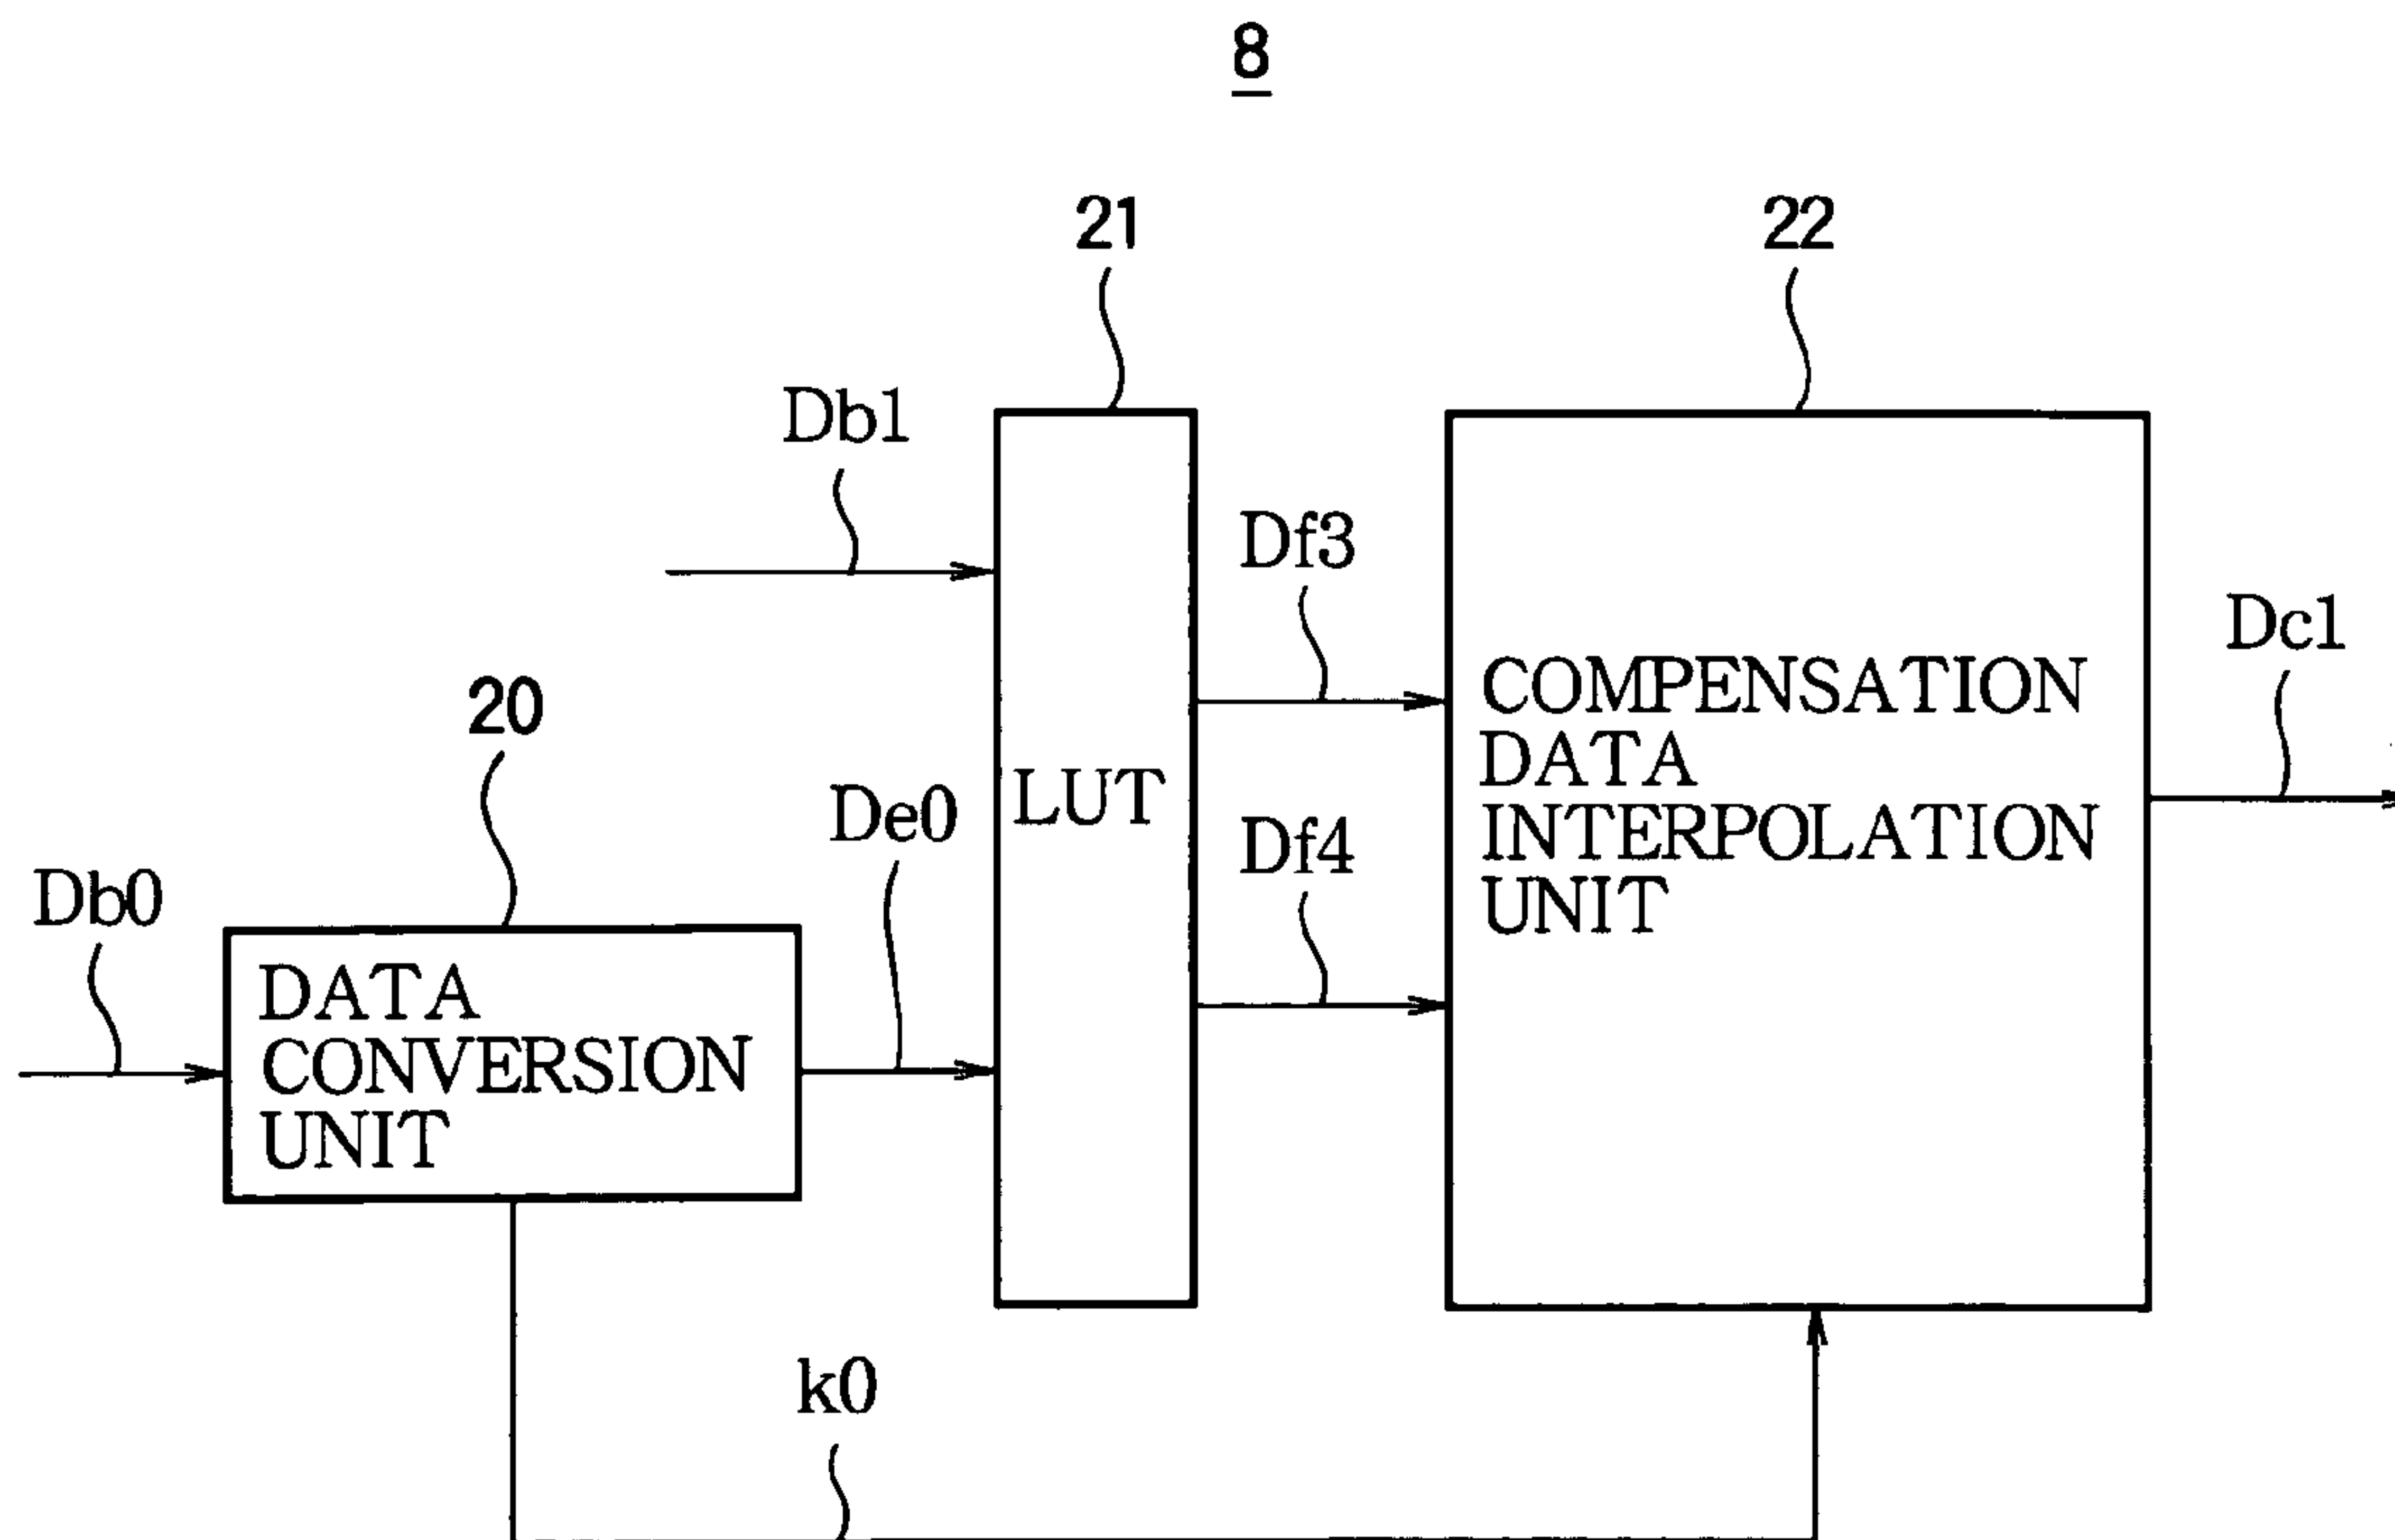 8
21
22
Db1
Df3
Dc1
20
De0
LUT
COMPENSATION
DATA
INTERPOLATION
UNIT
Df4
Db0
DATA
CONVERSION
UNIT
k0